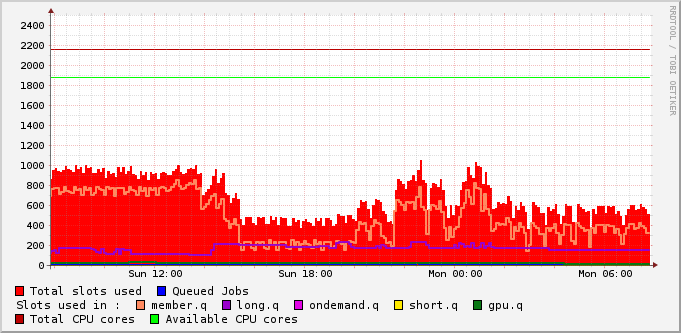 RRDTOOL / TOBI OETIKER
2400
2200
2000
1800
1600
1400
1200
1000
800
600
400
200
0
Sun 12:00 Sun 18:00 Mon 00:00 Mon 06:00
Total slots used Queued Jobs
Slots used in : member.q long.q ondemand.q short.q gpu.q
Total CPU cores Available CPU cores